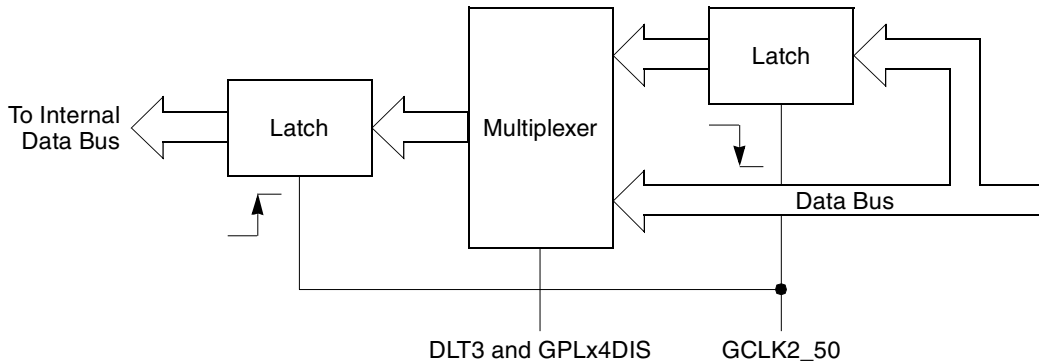 Latch
To Internal
Data Bus
Latch
Multiplexer
Data Bus
DLT3 and GPLx4DIS
GCLK2_50